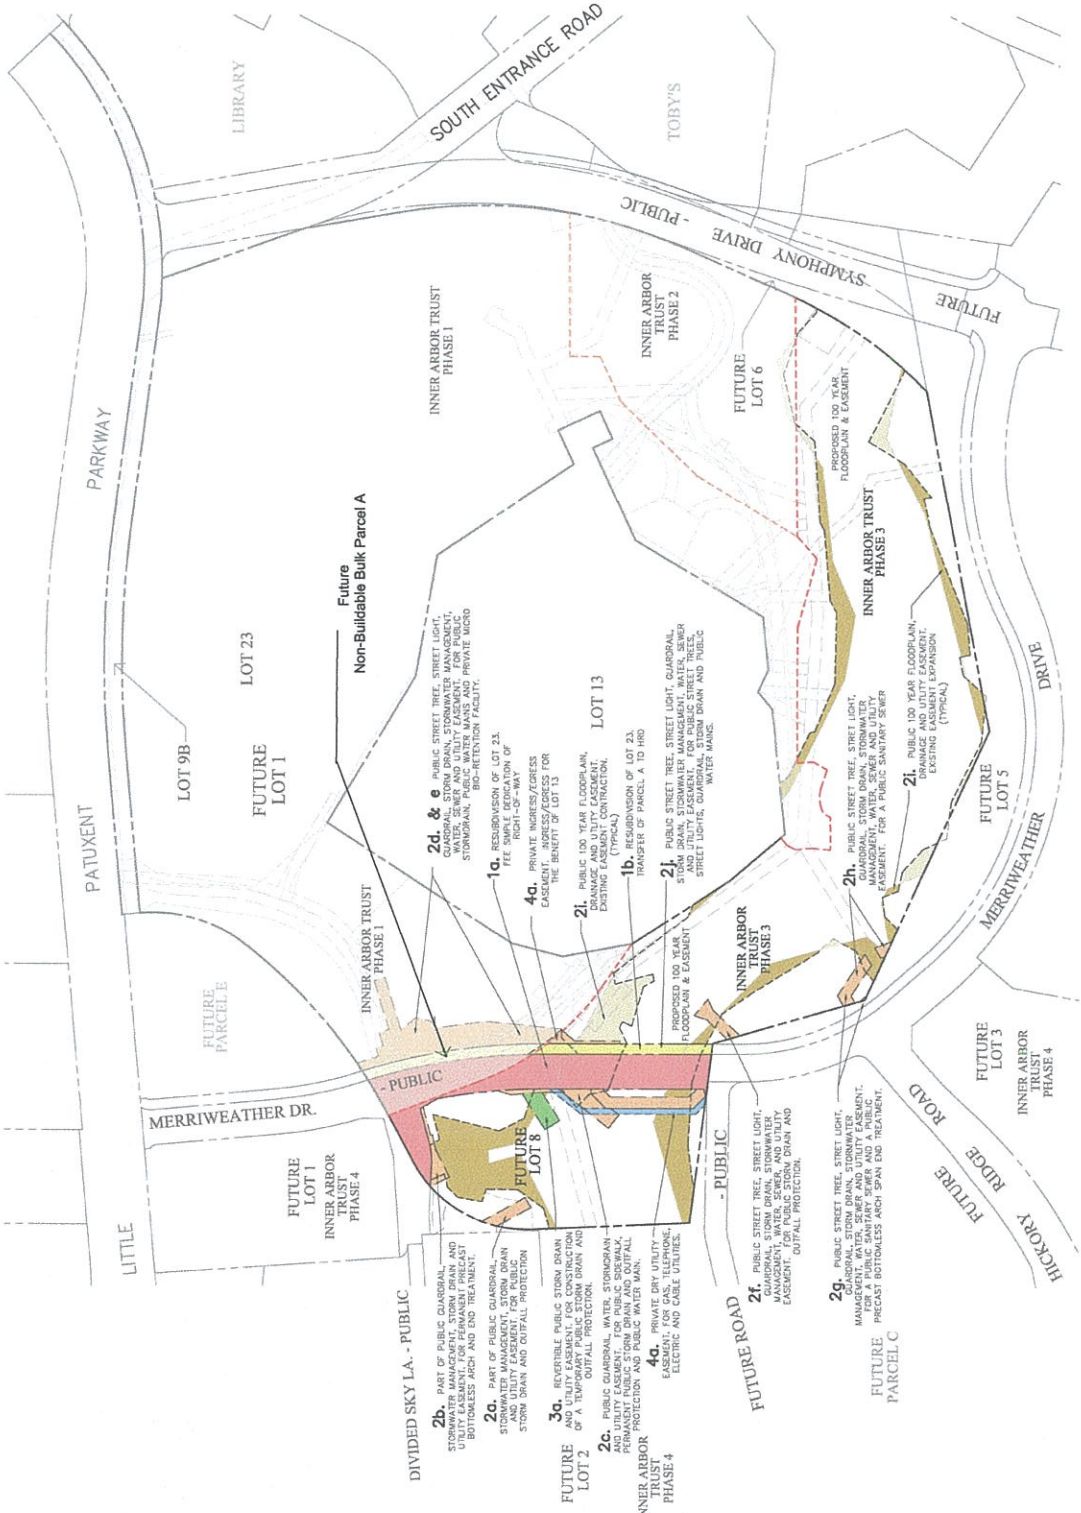 LIBRARY
SOUTH ENTRANCE ROAD
TOBY'S
SYMPHONY DRIVE - PUBLIC
FUTURE
PARKWAY
PATUXENT
LITTLE
INNER ARBOR TRUST
PHASE 1
INNER ARBOR
TRUST
PHASE 2
FUTURE
LOT 6
PROPOSED 100 YEAR
FLOODPLAIN & EASEMENT
INNER ARBOR TRUST
PHASE 3
Future
Non-Buildable Bulk Parcel A
LOT 23
LOT 9B
FUTURE
LOT 1
LOT 13
2d. & e PUBLIC STREET TREE, STREET LIGHT,
GUARDRAIL, STORM DRAIN, STORMWATER MANAGEMENT,
WATER, SEWER AND UTILITY EASEMENT. FOR PUBLIC
STORMDRAIN, PUBLIC WATER MAINS AND PRIVATE MICRO
BIO-RETENTION FACILITY.
1a. RESUBDIVISION OF LOT 23.
FEE SIMPLE DEDICATION OF
RIGHT-OF-WAY
4a. PRIVATE INGRESS/EGRESS
EASEMENT. INGRESS/EGRESS FOR
THE BENEFIT OF LOT 13
2i. PUBLIC 100 YEAR FLOODPLAIN,
DRAINAGE AND UTILITY EASEMENT.
EXISTING EASEMENT CONTRACTION.
(TYPICAL)
1b. RESUBDIVISION OF LOT 23.
TRANSFER OF PARCEL A TO HRD
2j. PUBLIC STREET TREE, STREET LIGHT, GUARDRAIL,
STORM DRAIN, STORMWATER MANAGEMENT, WATER, SEWER
AND UTILITY EASEMENT. FOR PUBLIC STREET TREES,
STREET LIGHTS, GUARDRAIL, STORM DRAIN AND PUBLIC
WATER MAINS.
PROPOSED 100 YEAR
FLOODPLAIN & EASEMENT
INNER ARBOR
TRUST
PHASE 3
2h. PUBLIC STREET TREE, STRET LIGHT,
GUARDRAIL, STORM DRAIN, STORMWATER
MANAGEMENT, WATER, SEWER AND UTILITY
EASEMENT. FOR A PUBLIC SANITARY SEWER
2i. PUBLIC 100 YEAR FLOODPLAIN,
DRAINAGE AND UTLITY EASEMENT.
EXISTING EASEMENT EXPANSION
(TYPICAL)
FUTURE
LOT 5
MERRIWEATHER DRIVE
INNER ARBOR TRUST
PHASE 1
FUTURE
PARCEL E
- PUBLIC
MERRIWEATHER DR.
FUTURE
LOT 1
INNER ARBOR
TRUST
PHASE 4
FUTURE
LOT 8
- PUBLIC
FUTURE
LOT 3
INNER ARBOR
TRUST
PHASE 4
FUTURE ROAD
HICKORY RIDGE
DIVIDED SKY LA. - PUBLIC
2b. PART OF PUBLIC GUARDRAIL,
STORMWATER MANAGEMENT, STORM DRAIN AND
UTILITY EASEMENT. FOR PERMANENT PRECAST
BOTTOMLESS ARCH AND END TREATMENT.
2a. PART OF PUBLIC GUARDRAIL,
STORMWATER MANAGEMENT, STORM DRAIN
AND UTILITY EASEMENT. FOR PUBLIC
STORM DRAIN AND OUTFALL PROTECTION
3a. REVERTIBLE PUBLIC STORM DRAIN
AND UTILITY EASEMENT. FOR CONSTRUCTION
OF A TEMPORARY PUBLIC STORM DRAIN AND
OUTFALL PROTECTION.
2c. PUBLIC GUARDRAIL, WATER, STORMDRAIN
AND UTILITY EASEMENT. FOR PUBLIC SIDEWALK,
PERMANENT PUBLIC STORM DRAIN AND OUTFALL
PROTECTION AND PUBLIC WATER MAIN.
4a. PRIVATE DRY UTILITY
EASEMENT. FOR GAS, TELEPHONE,
ELECTRIC AND CABLE UTILITIES.
FUTURE
LOT 2
INNER ARBOR
TRUST
PHASE 4
FUTURE ROAD
2f. PUBLIC STREET TREE, STREET LIGHT,
GUARDRAIL, STORM DRAIN, STORMWATER
MANAGEMENT, WATER, SEWER, AND UTILITY
EASEMENT. FOR PUBLIC STORM DRAIN AND
OUTFALL PROTECTION.
2g. PUBLIC STREET TREE, STRET LIGHT,
GUARDRAIL, STORM DRAIN, STORMWATER
MANAGEMENT, WATER, SEWER AND UTILITY EASEMENT.
FOR A PUBLIC SANITARY SEWER AND A PUBLIC
PRECAST BOTTOMLESS ARCH SPAN END TREATMENT.
FUTURE
PARCEL C